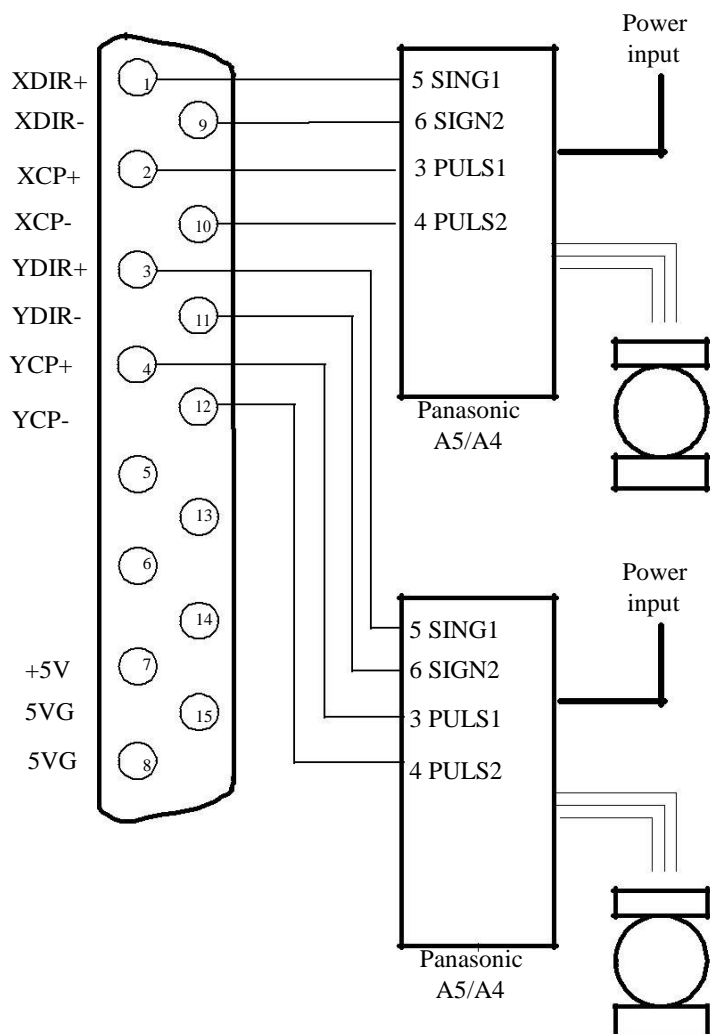 XDIR+
XDIR-
XCP+
XCP-
YDIR+
YDIR-
YCP+
YCP-
+5V
5VG
5VG
1
9
2
10
3
11
4
12
5
13
6
14
7
15
8
5 SING1
6 SIGN2
3 PULS1
4 PULS2
Panasonic
A5/A4
Power
input
5 SING1
6 SIGN2
3 PULS1
4 PULS2
Panasonic
A5/A4
Power
input